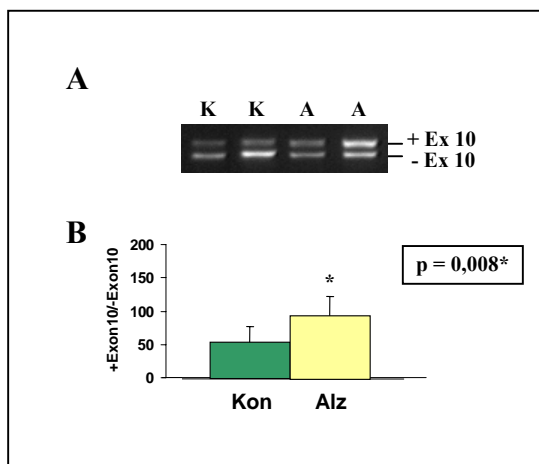 A
K K A A
+ Ex 10
- Ex 10
B
+Exon10/-Exon10
200
150
100
50
0
*
p = 0,008*
Kon Alz